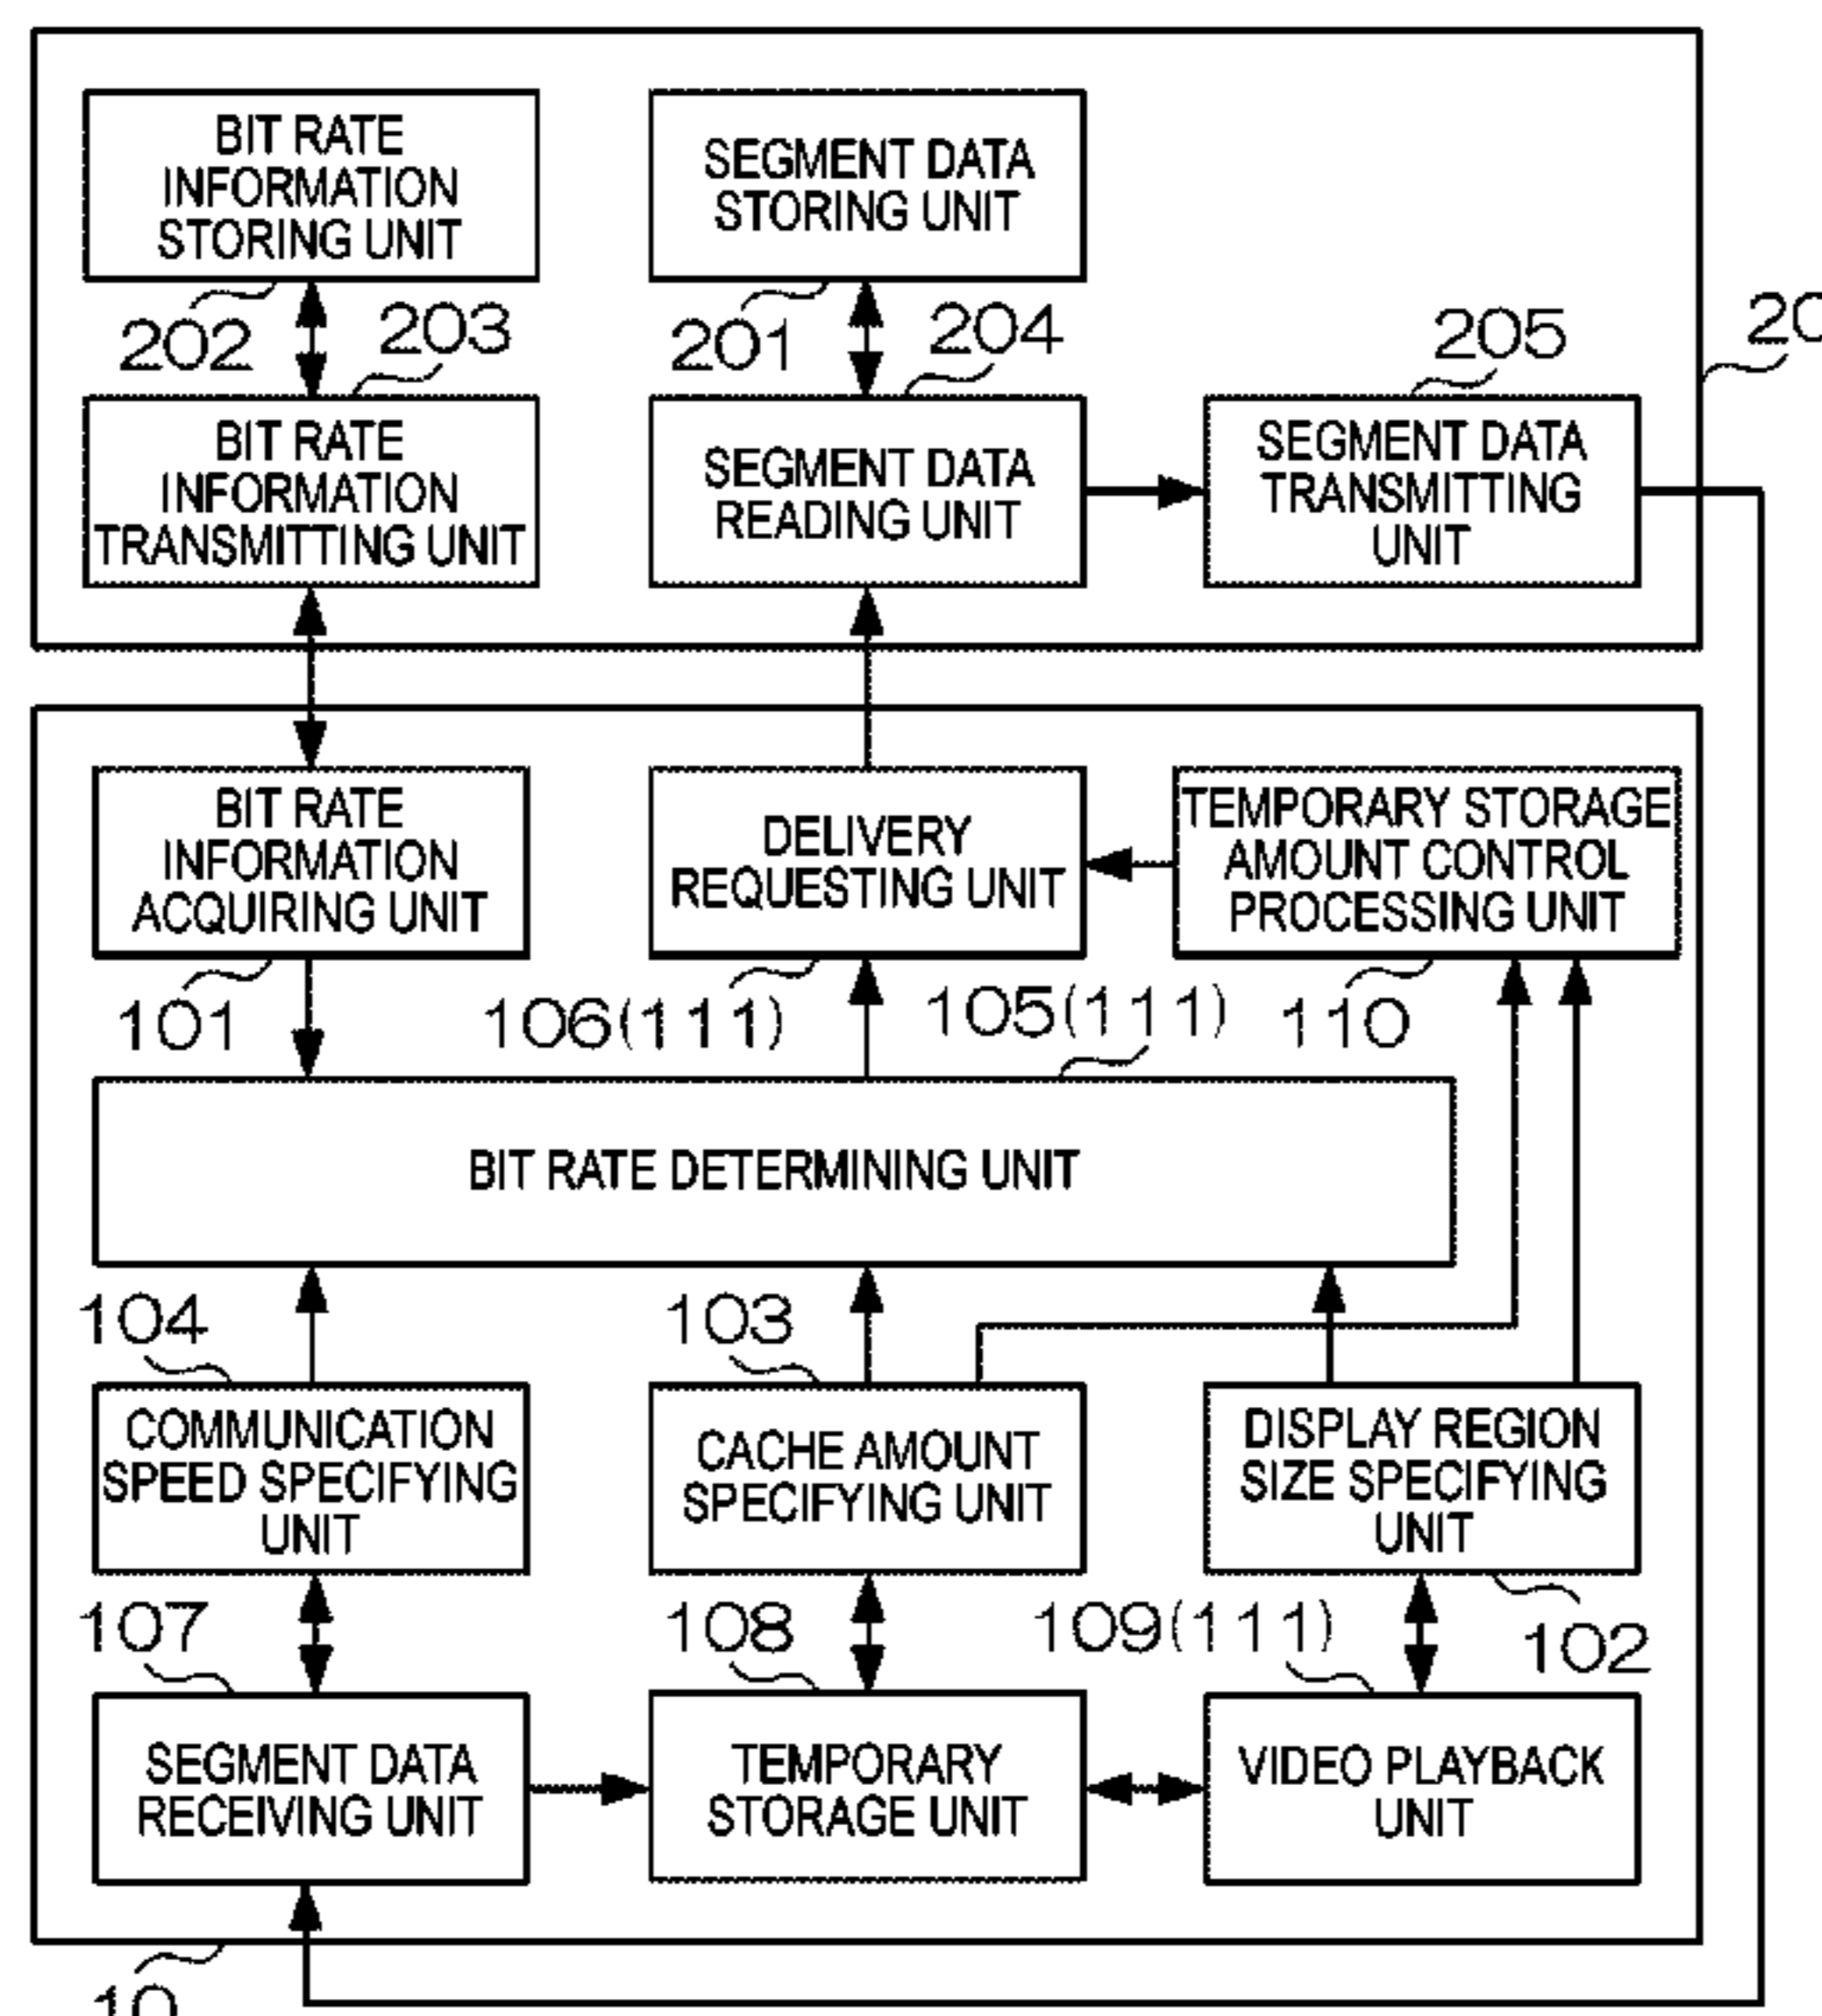 BIT RATE
INFORMATION
STORING UNIT
SEGMENT DATA
STORING UNIT
202
203
201
204
205
20
BIT RATE
INFORMATION
TRANSMITTING UNIT
SEGMENT DATA
READING UNIT
SEGMENT DATA
TRANSMITTING
UNIT
BIT RATE
INFORMATION
ACQUIRING UNIT
DELIVERY
REQUESTING UNIT
TEMPORARY STORAGE
AMOUNT CONTROL
PROCESSING UNIT
101
106(111)
105(111)
110
BIT RATE DETERMINING UNIT
104
103
COMMUNICATION
SPEED SPECIFYING
UNIT
CACHE AMOUNT
SPECIFYING UNIT
DISPLAY REGION
SIZE SPECIFYING
UNIT
107
108
109(111)
102
SEGMENT DATA
RECEIVING UNIT
TEMPORARY
STORAGE UNIT
VIDEO PLAYBACK
UNIT
10